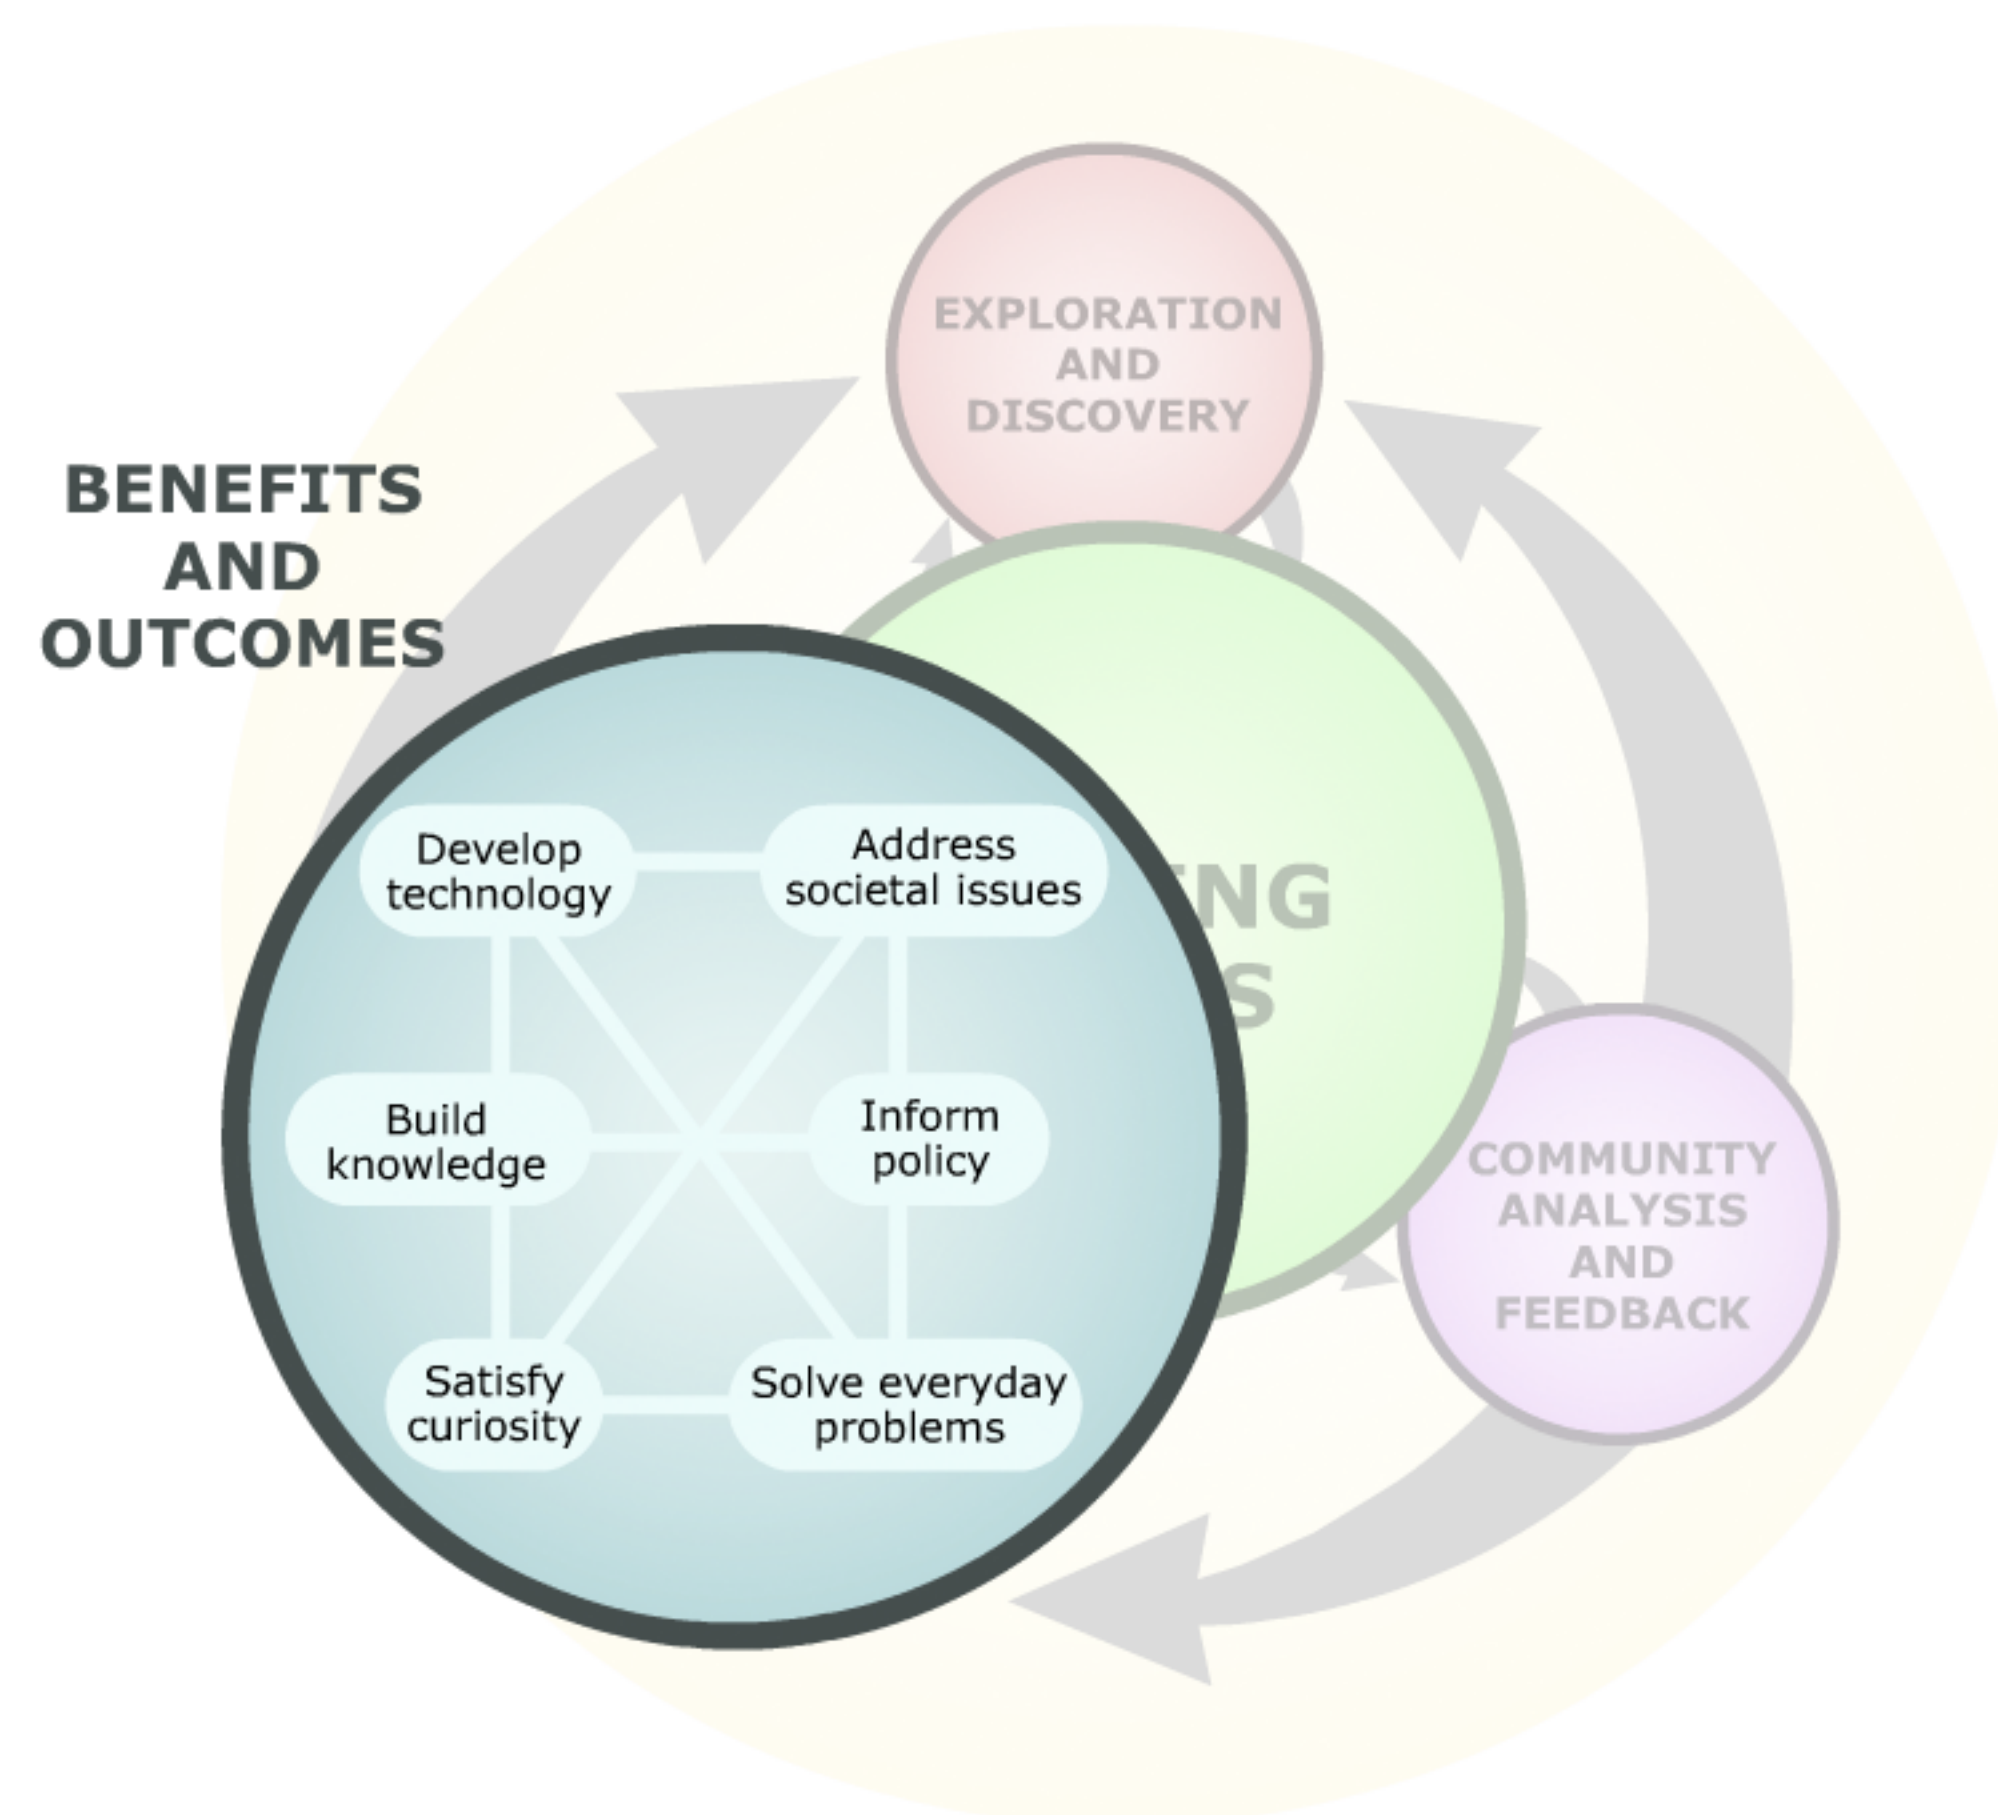 EXPLORATION
AND
DISCOVERY
BENEFITS
AND
OUTCOMES
Develop
technology
Address
societal issues
Build
knowledge
Inform
policy
Satisfy
curiosity
Solve everyday
problems
COMMUNITY
ANALYSIS
AND
FEEDBACK